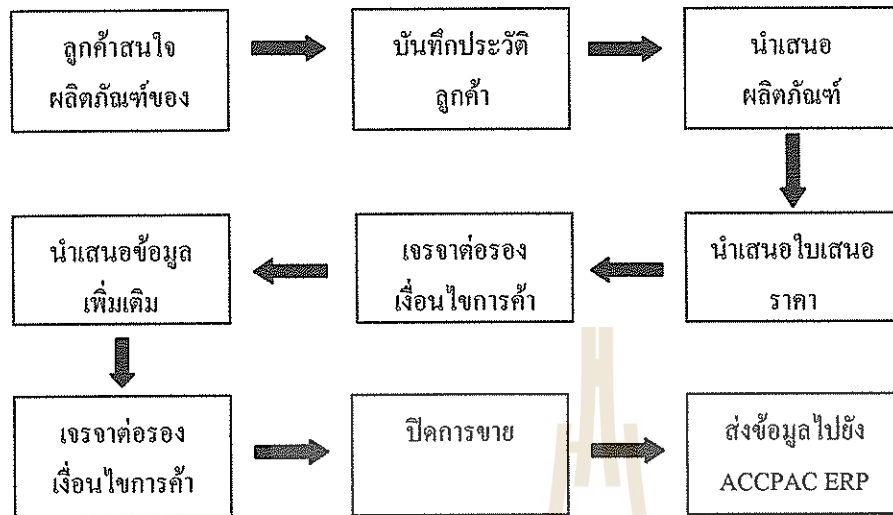 ลูกค้าสนใจ
ผลิตภัณฑ์ของ
บันทึกประวัติ
ลูกค้า
นำเสนอ
ผลิตภัณฑ์
นำเสนอใบเสนอ
ราคา
เจรจาต่อรอง
เงื่อนไขการค้า
นำเสนอข้อมูล
เพิ่มเติม
เจรจาต่อรอง
เงื่อนไขการค้า
ปิดการขาย
ส่งข้อมูลไปยัง
ACCPAC ERP